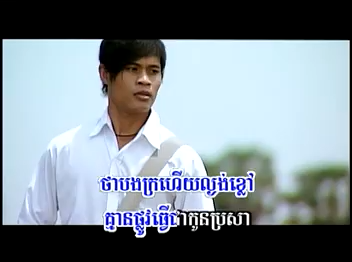 ថាបងក្រហើយល្ងង់ខ្លៅ
គ្មានផ្លូវធ្វើជាកូនប្រសា